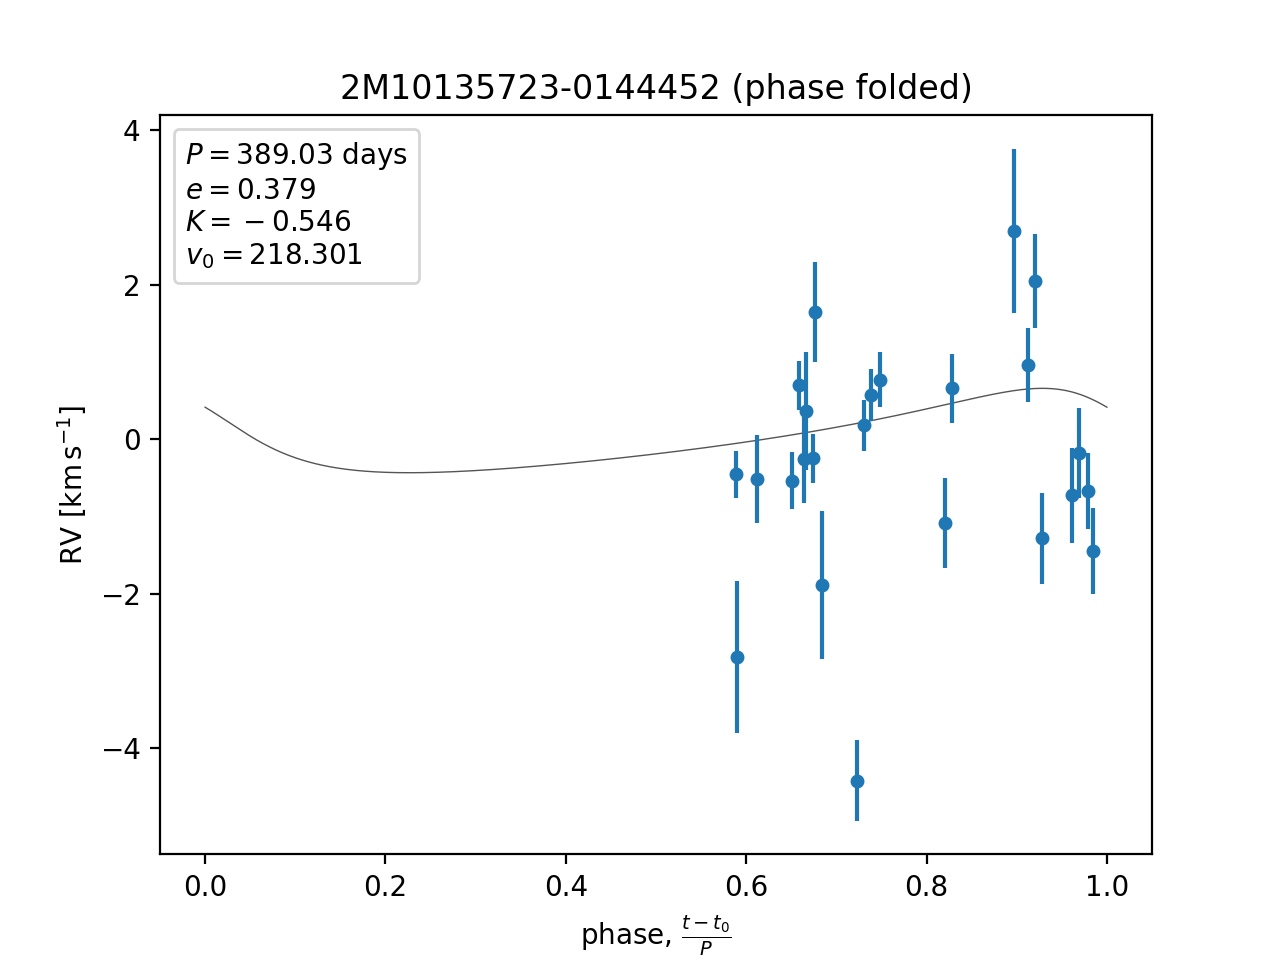 2M10135723-0144452 (phase folded)
P = 389.03 days
e = 0.379
K = −0.546
v₀ = 218.301
RV [km s⁻¹]
4
2
0
−2
−4
0.0 0.2 0.4 0.6 0.8 1.0
phase, (t − t₀)/P